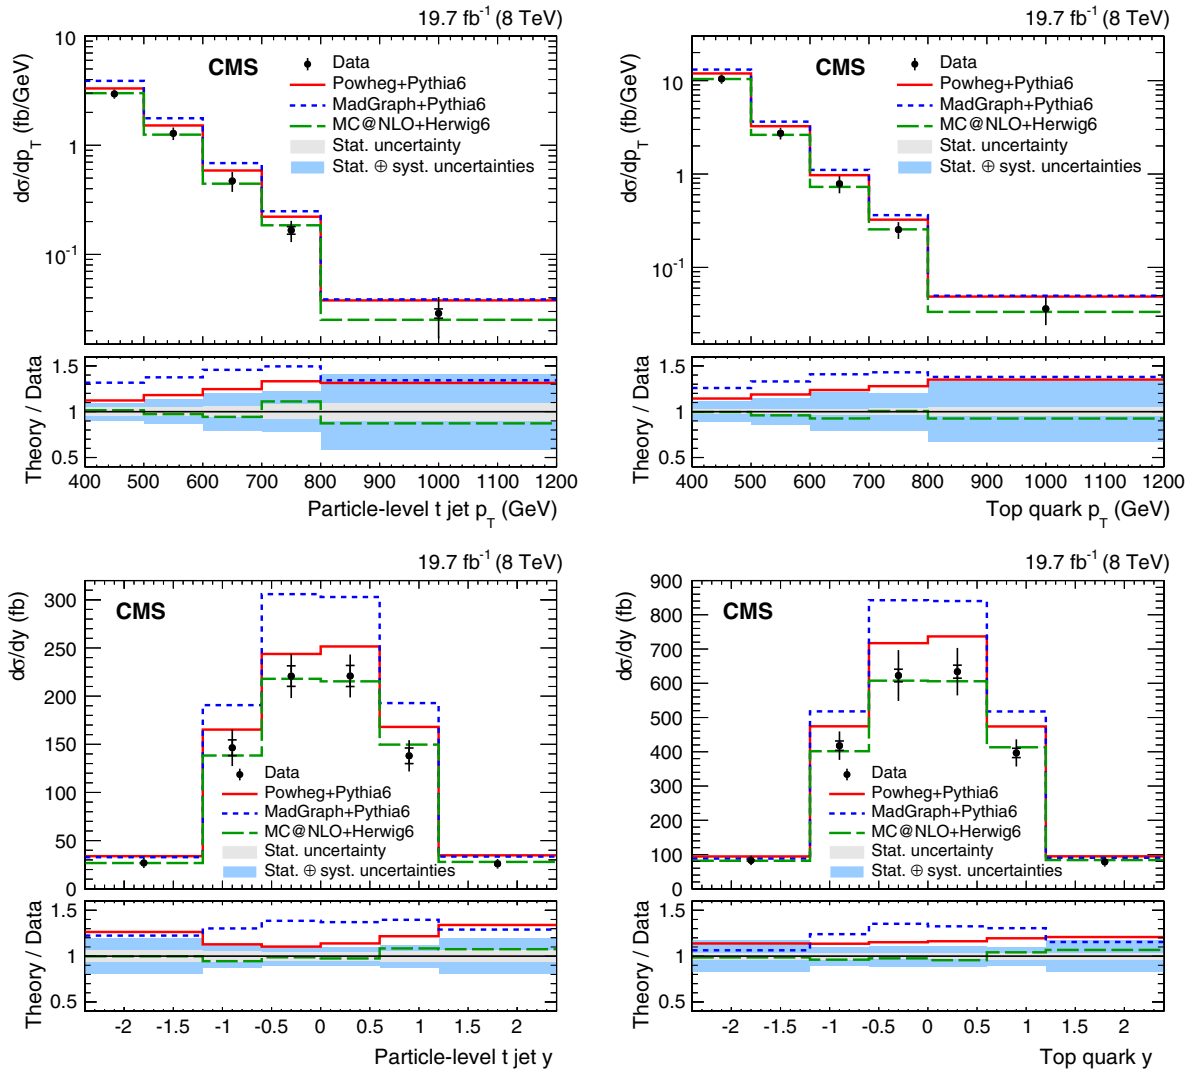 19.7 fb⁻¹ (8 TeV)
10
1
10⁻¹
dσ/dp_T (fb/GeV)
CMS
Data
Powheg+Pythia6
MadGraph+Pythia6
MC@NLO+Herwig6
Stat. uncertainty
Stat. ⊕ syst. uncertainties
1.5
1
0.5
Theory / Data
400 500 600 700 800 900 1000 1100 1200
Particle-level t jet p_T (GeV)
19.7 fb⁻¹ (8 TeV)
10
1
10⁻¹
dσ/dp_T (fb/GeV)
CMS
Data
Powheg+Pythia6
MadGraph+Pythia6
MC@NLO+Herwig6
Stat. uncertainty
Stat. ⊕ syst. uncertainties
1.5
1
0.5
Theory / Data
400 500 600 700 800 900 1000 1100 1200
Top quark p_T (GeV)
19.7 fb⁻¹ (8 TeV)
300
250
200
150
100
50
0
dσ/dy (fb)
CMS
Data
Powheg+Pythia6
MadGraph+Pythia6
MC@NLO+Herwig6
Stat. uncertainty
Stat. ⊕ syst. uncertainties
1.5
1
0.5
Theory / Data
-2 -1.5 -1 -0.5 0 0.5 1 1.5 2
Particle-level t jet y
19.7 fb⁻¹ (8 TeV)
900
800
700
600
500
400
300
200
100
0
dσ/dy (fb)
CMS
Data
Powheg+Pythia6
MadGraph+Pythia6
MC@NLO+Herwig6
Stat. uncertainty
Stat. ⊕ syst. uncertainties
1.5
1
0.5
Theory / Data
-2 -1.5 -1 -0.5 0 0.5 1 1.5 2
Top quark y